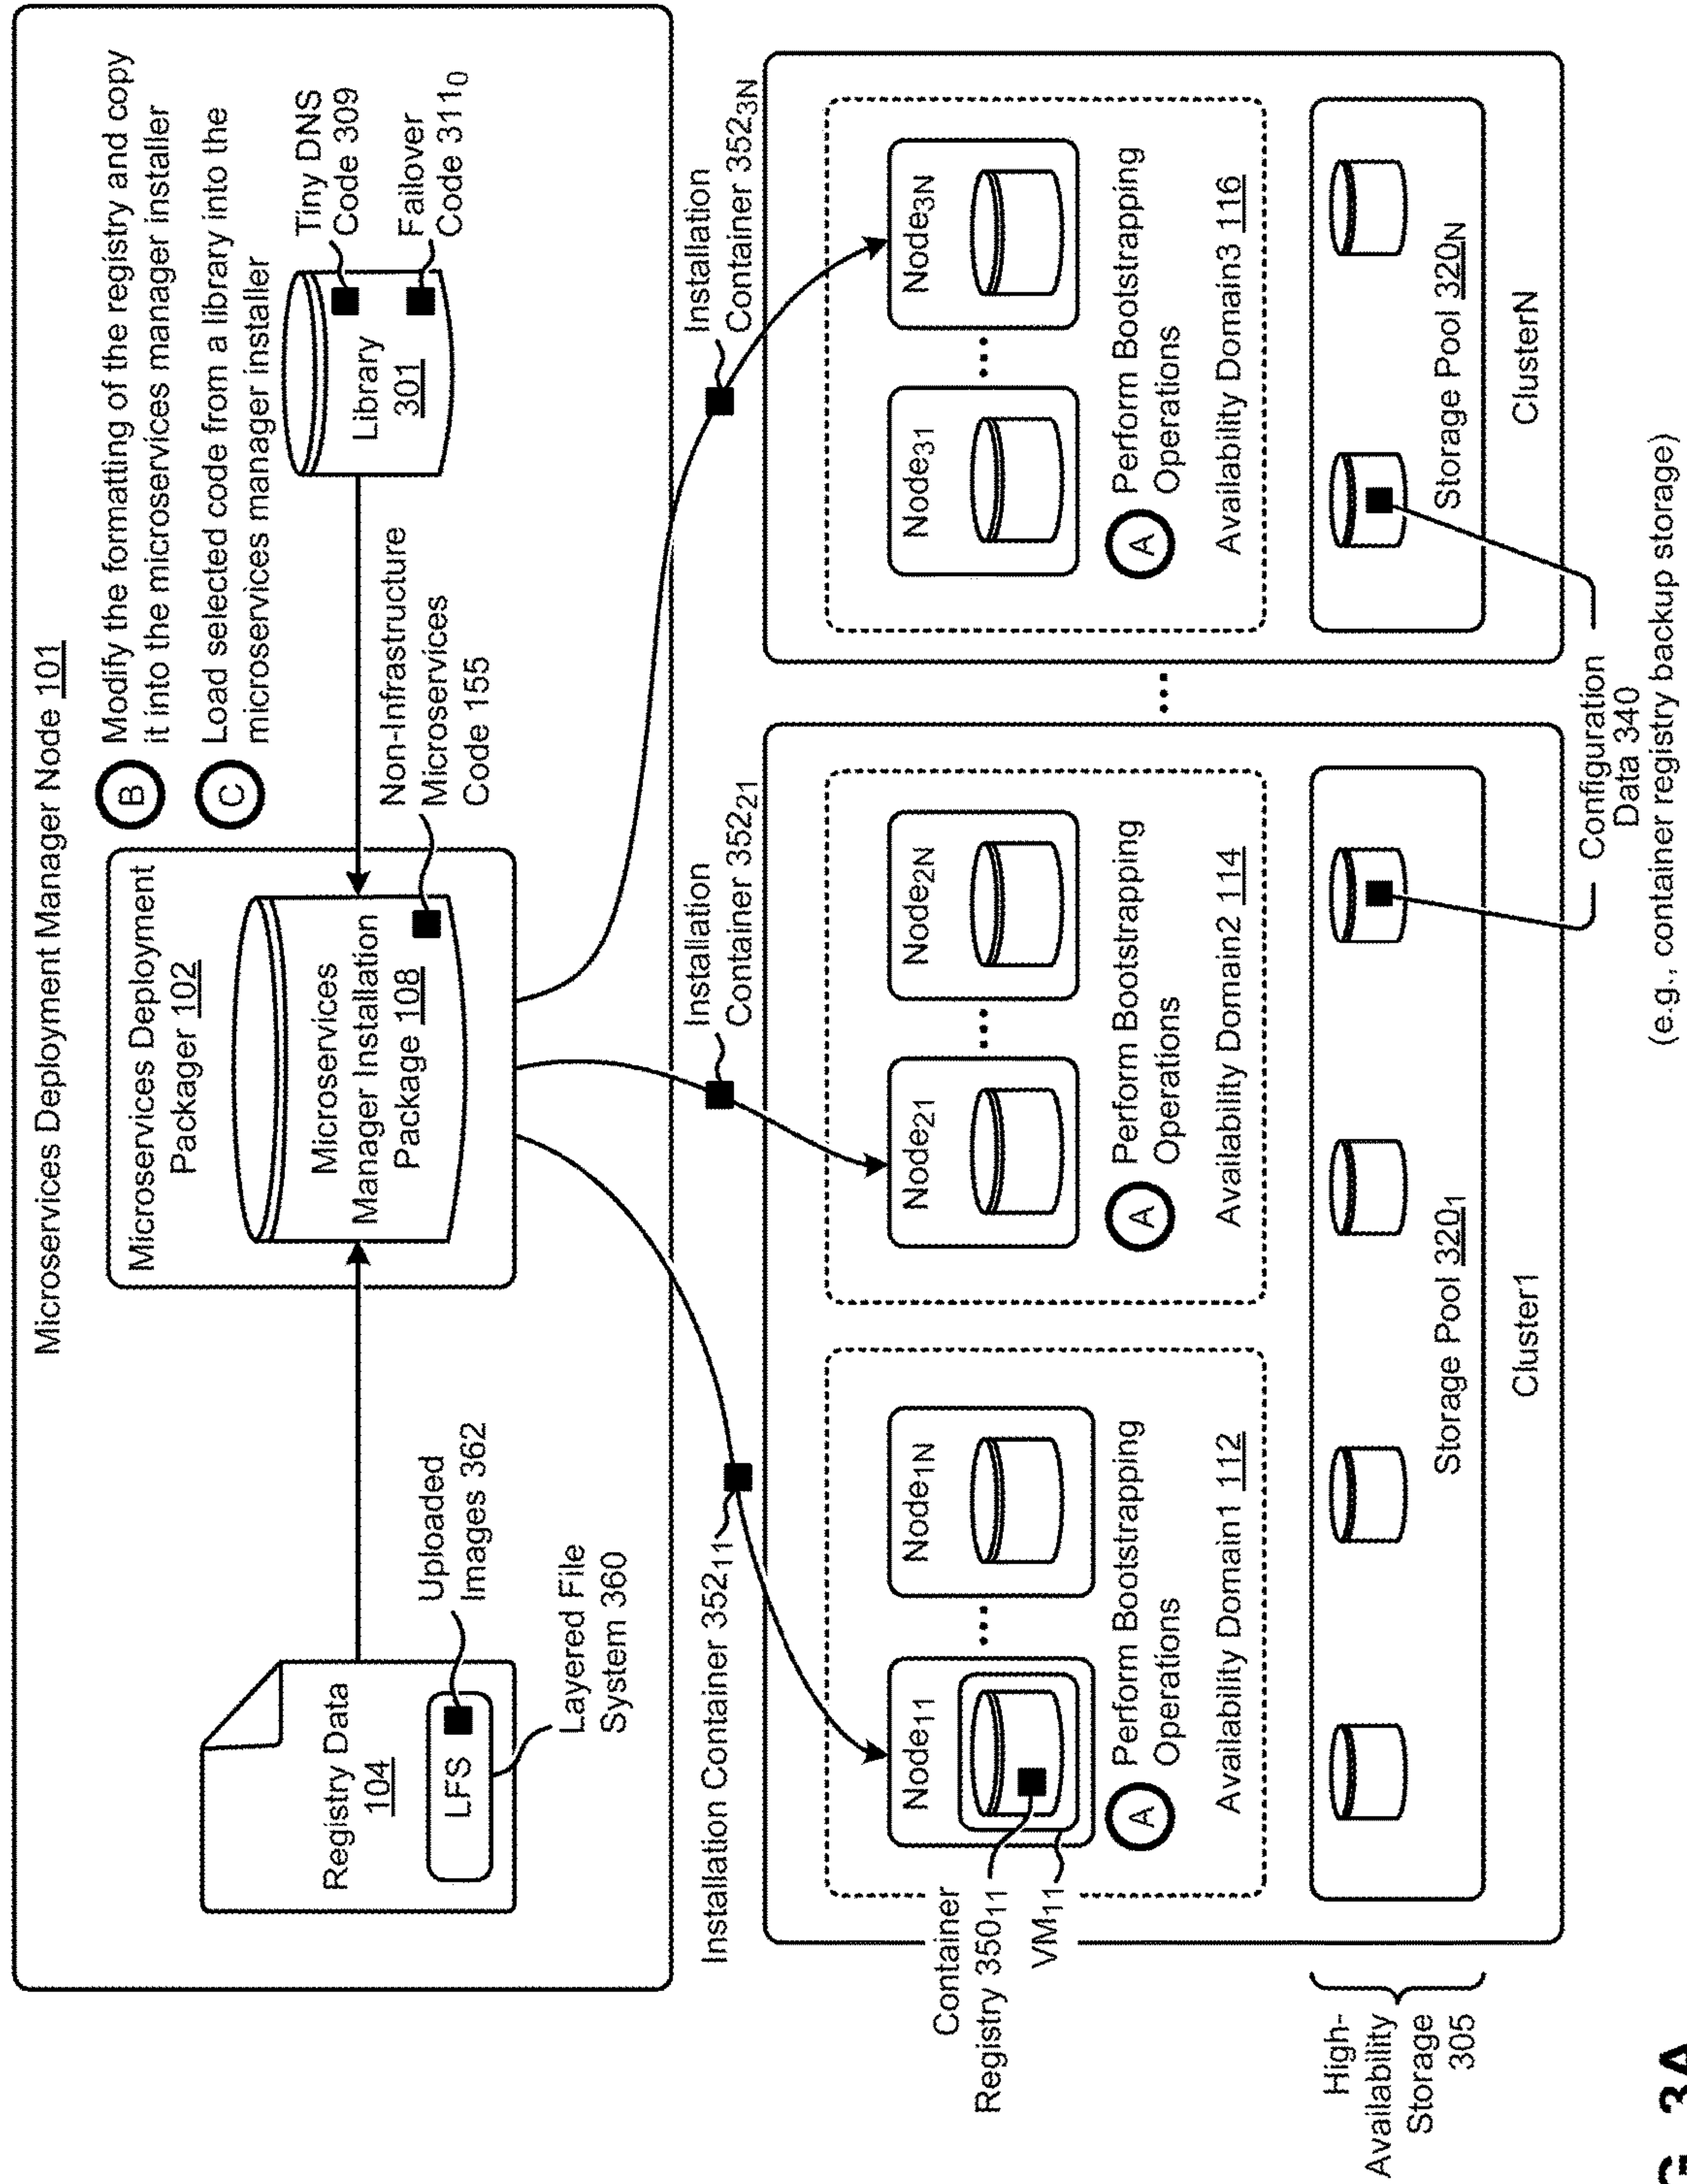 Microservices Deployment Manager Node 101
Registry Data
104
LFS
Uploaded
Images 362
Layered File
System 360
Microservices Deployment
Packager 102
Microservices
Manager Installation
Package 108
Non-Infrastructure
Microservices
Code 155
B
Modify the formating of the registry and copy
it into the microservices manager installer
C
Load selected code from a library into the
microservices manager installer
Library
301
Tiny DNS
Code 309
Failover
Code 311₀
Installation Container 352₁₁
Installation
Container 352₂₁
Installation
Container 352₃N
Node₁₁
...
Node₁N
Container
Registry 350₁₁
VM₁₁
A
Perform Bootstrapping
Operations
Availability Domain1 112
Node₂₁
...
Node₂N
A
Perform Bootstrapping
Operations
Availability Domain2 114
...
Node₃₁
...
Node₃N
A
Perform Bootstrapping
Operations
Availability Domain3 116
High-
Availability
Storage
305
Storage Pool 320₁
Cluster1
Storage Pool 320N
ClusterN
Configuration
Data 340
(e.g., container registry backup storage)
3A